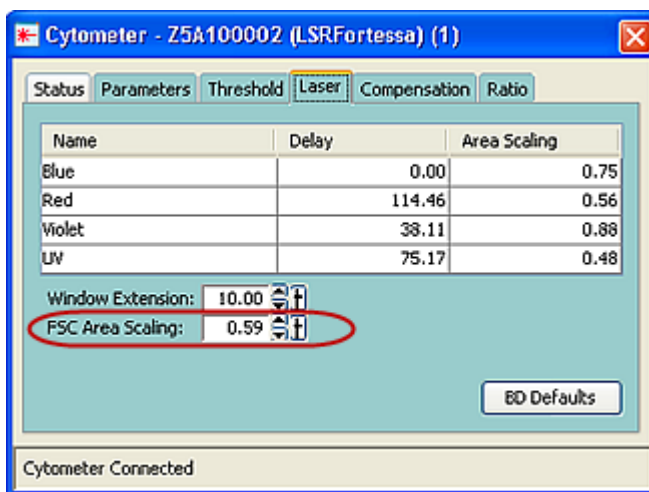 Cytometer - Z5A100002 (LSRFortessa) (1)
Status Parameters Threshold Laser Compensation Ratio
Name Delay Area Scaling
Blue 0.00 0.75
Red 114.46 0.56
Violet 38.11 0.88
UV 75.17 0.48
Window Extension: 10.00
FSC Area Scaling: 0.59
BD Defaults
Cytometer Connected